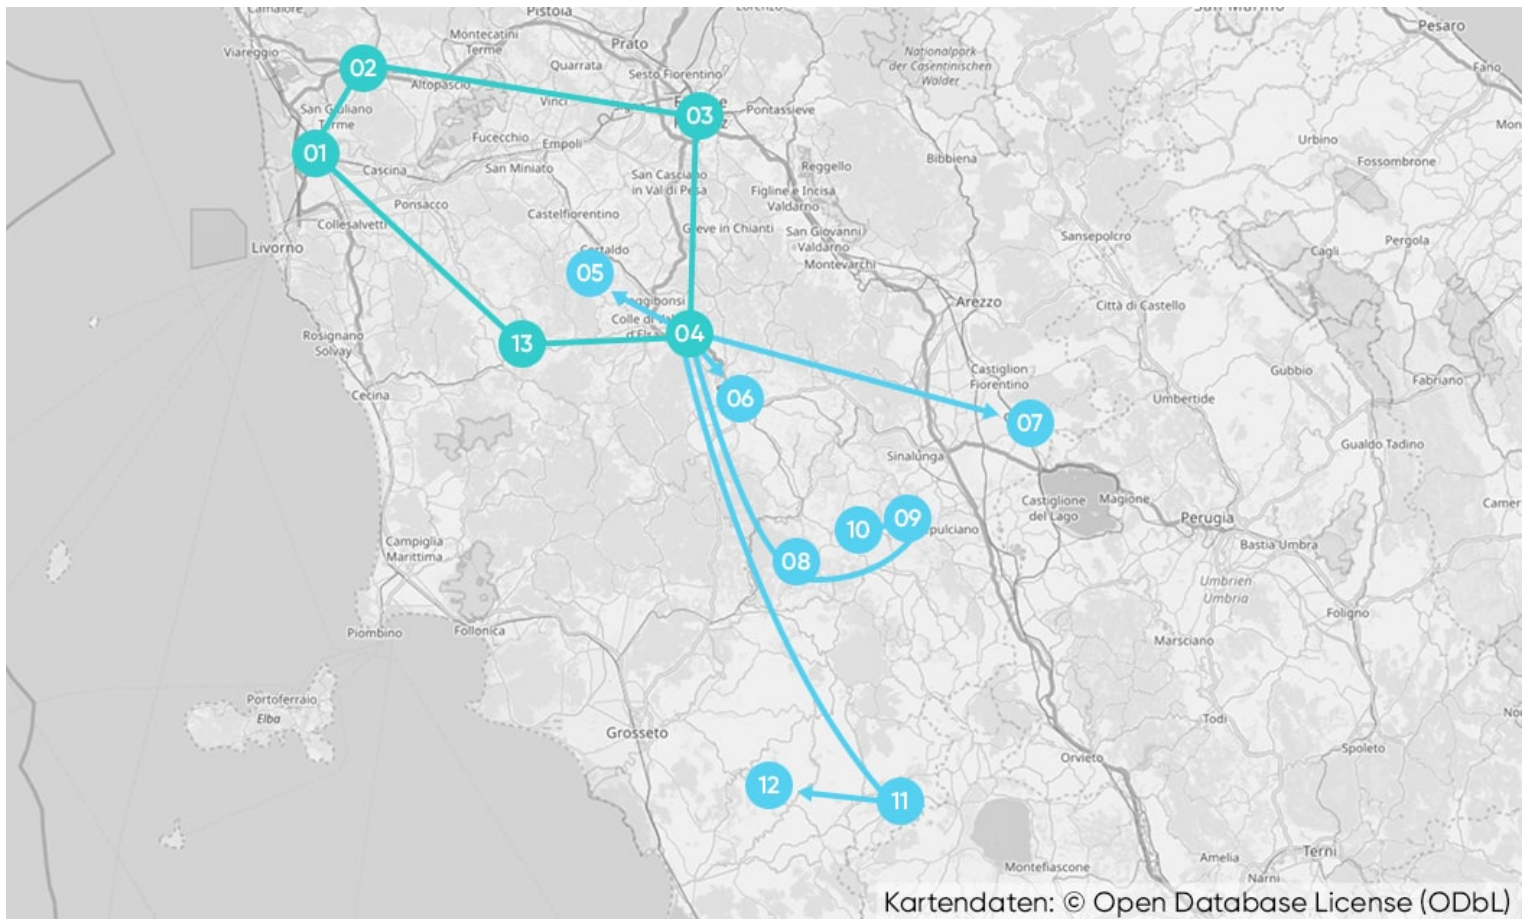 Pistoia
Pesaro
Montecatini
Terme
Prato
Viareggio
Nationalpark
der Casentinischen
Wälder
Fano
02
Quarrata
Sesto Fiorentino
Altopascio
San Giuliano
Terme
Vinci
03
Pontassieve
Urbino
Fucecchio
Empoli
01
Cascina
San Miniato
San Casciano
in Val di Pesa
Reggello
Bibbiena
Fossombrone
Figline e Incisa
Valdarno
Ponsacco
Castelfiorentino
Collesalvetti
Greve in Chianti
San Giovanni
Valdarno
Sansepolcro
Pergola
Livorno
Cagli
Montevarchi
05
Arezzo
Città di Castello
Colle di
04
13
Rosignano
Solvay
Castiglion
Fiorentino
Gubbio
Fabriano
Cecina
06
Umbertide
07
Gualdo Tadino
Sinalunga
Castiglione
del Lago
Magione
Perugia
10
09
pulciano
Bastia Umbra
Campiglia
Marittima
08
Umbrien
Umbria
Foligno
Piombino
Follonica
Marsciano
Portoferraio
Elba
Todi
Grosseto
Spoleto
Orvieto
12
11
Terni
Amelia
Montefiascone
Narni
Kartendaten: © Open Database License (ODbL)